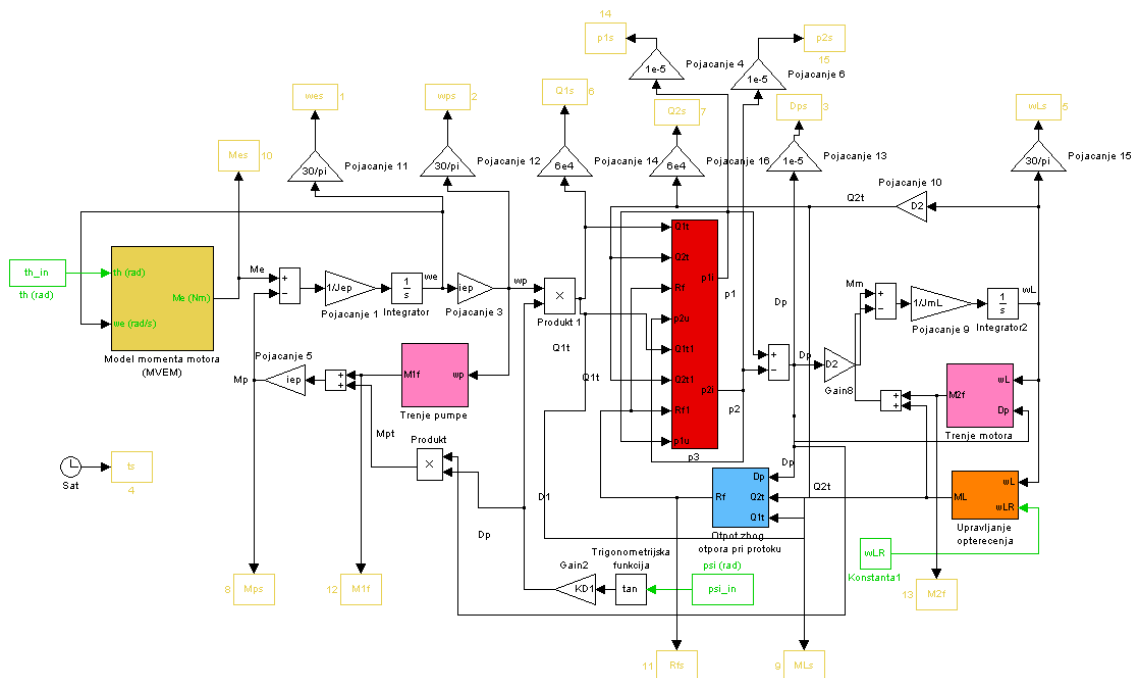 14
p1s
p2s
15
Pojacanje 4
1e-5
Pojacanje 6
1e-5
wes
1
wps
2
Q1s
6
Q2s
7
Dps
3
wLs
5
Mes
10
30/pi
Pojacanje 11
30/pi
Pojacanje 12
6e4
Pojacanje 14
6e4
Pojacanje 16
1e-5
Pojacanje 13
30/pi
Pojacanje 15
Pojacanje 10
Q2t
D2
th_in
th (rad)
th (rad)
Me (Nm)
we (rad/s)
Model momenta motora
(MVEM)
Me
+
−
1/Jep
Pojacanje 1
1
s
Integrator
we
iep
Pojacanje 3
wp
×
Produkt 1
Q1t
Q1t
Q1t
Q2t
Rf
p2u
Q1t1
Q2t1
Rf1
p1u
p1i
p2i
p1
p2
p3
Dp
+
−
Dp
D2
Gain8
Mm
+
−
1/JmL
Pojacanje 9
1
s
Integrator2
wL
Pojacanje 5
iep
Mp
+
+
M1f
wp
Trenje pumpe
Mpt
Produkt
×
D1
Dp
+
+
M2f
wL
Dp
Trenje motora
Sat
ts
4
Dp
Dp
Q2t
Q1t
Rf
Otpot zbog
otpora pri protoku
Q2t
ML
wL
wLR
Upravljanje
opterecenja
wLR
Konstanta1
Gain2
KD1
Trigonometrijska
funkcija
tan
psi (rad)
psi_in
8
Mps
12
M1f
13
M2f
11
Rfs
9
MLs